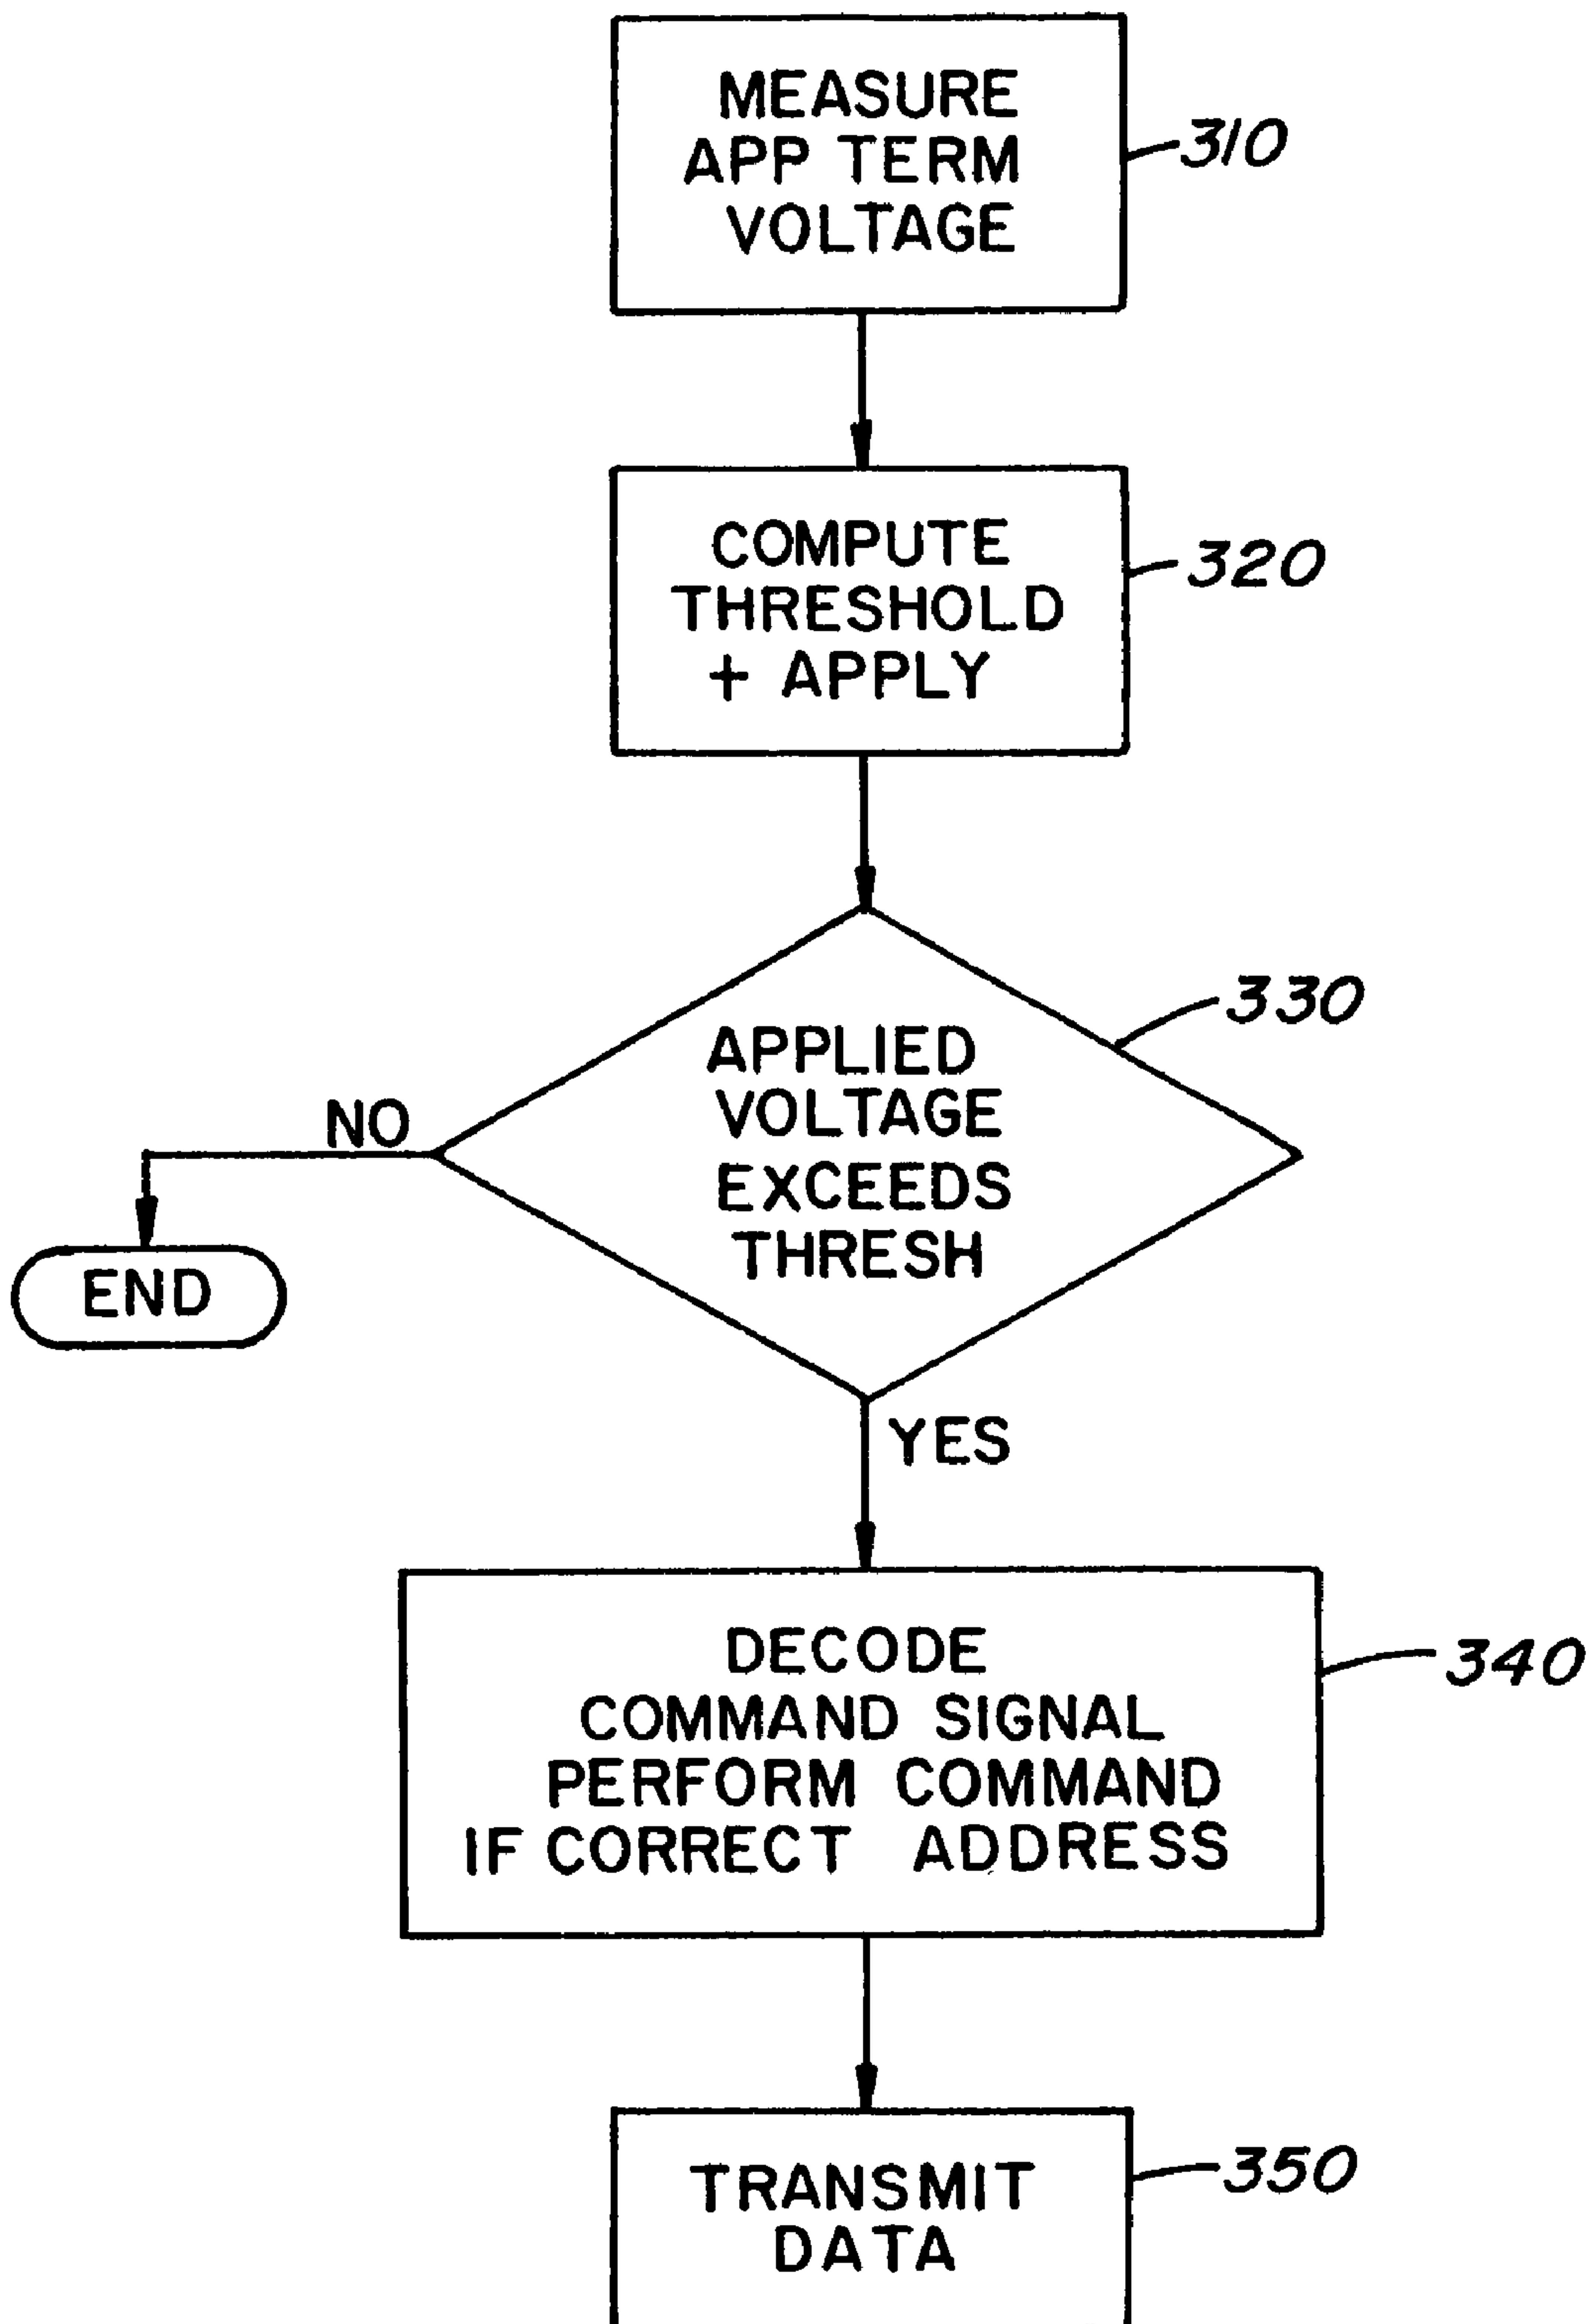 MEASURE
APP TERM
VOLTAGE
310
COMPUTE
THRESHOLD
+ APPLY
320
330
APPLIED
VOLTAGE
EXCEEDS
THRESH
NO
END
YES
DECODE
COMMAND SIGNAL
PERFORM COMMAND
IF CORRECT ADDRESS
340
TRANSMIT
DATA
350